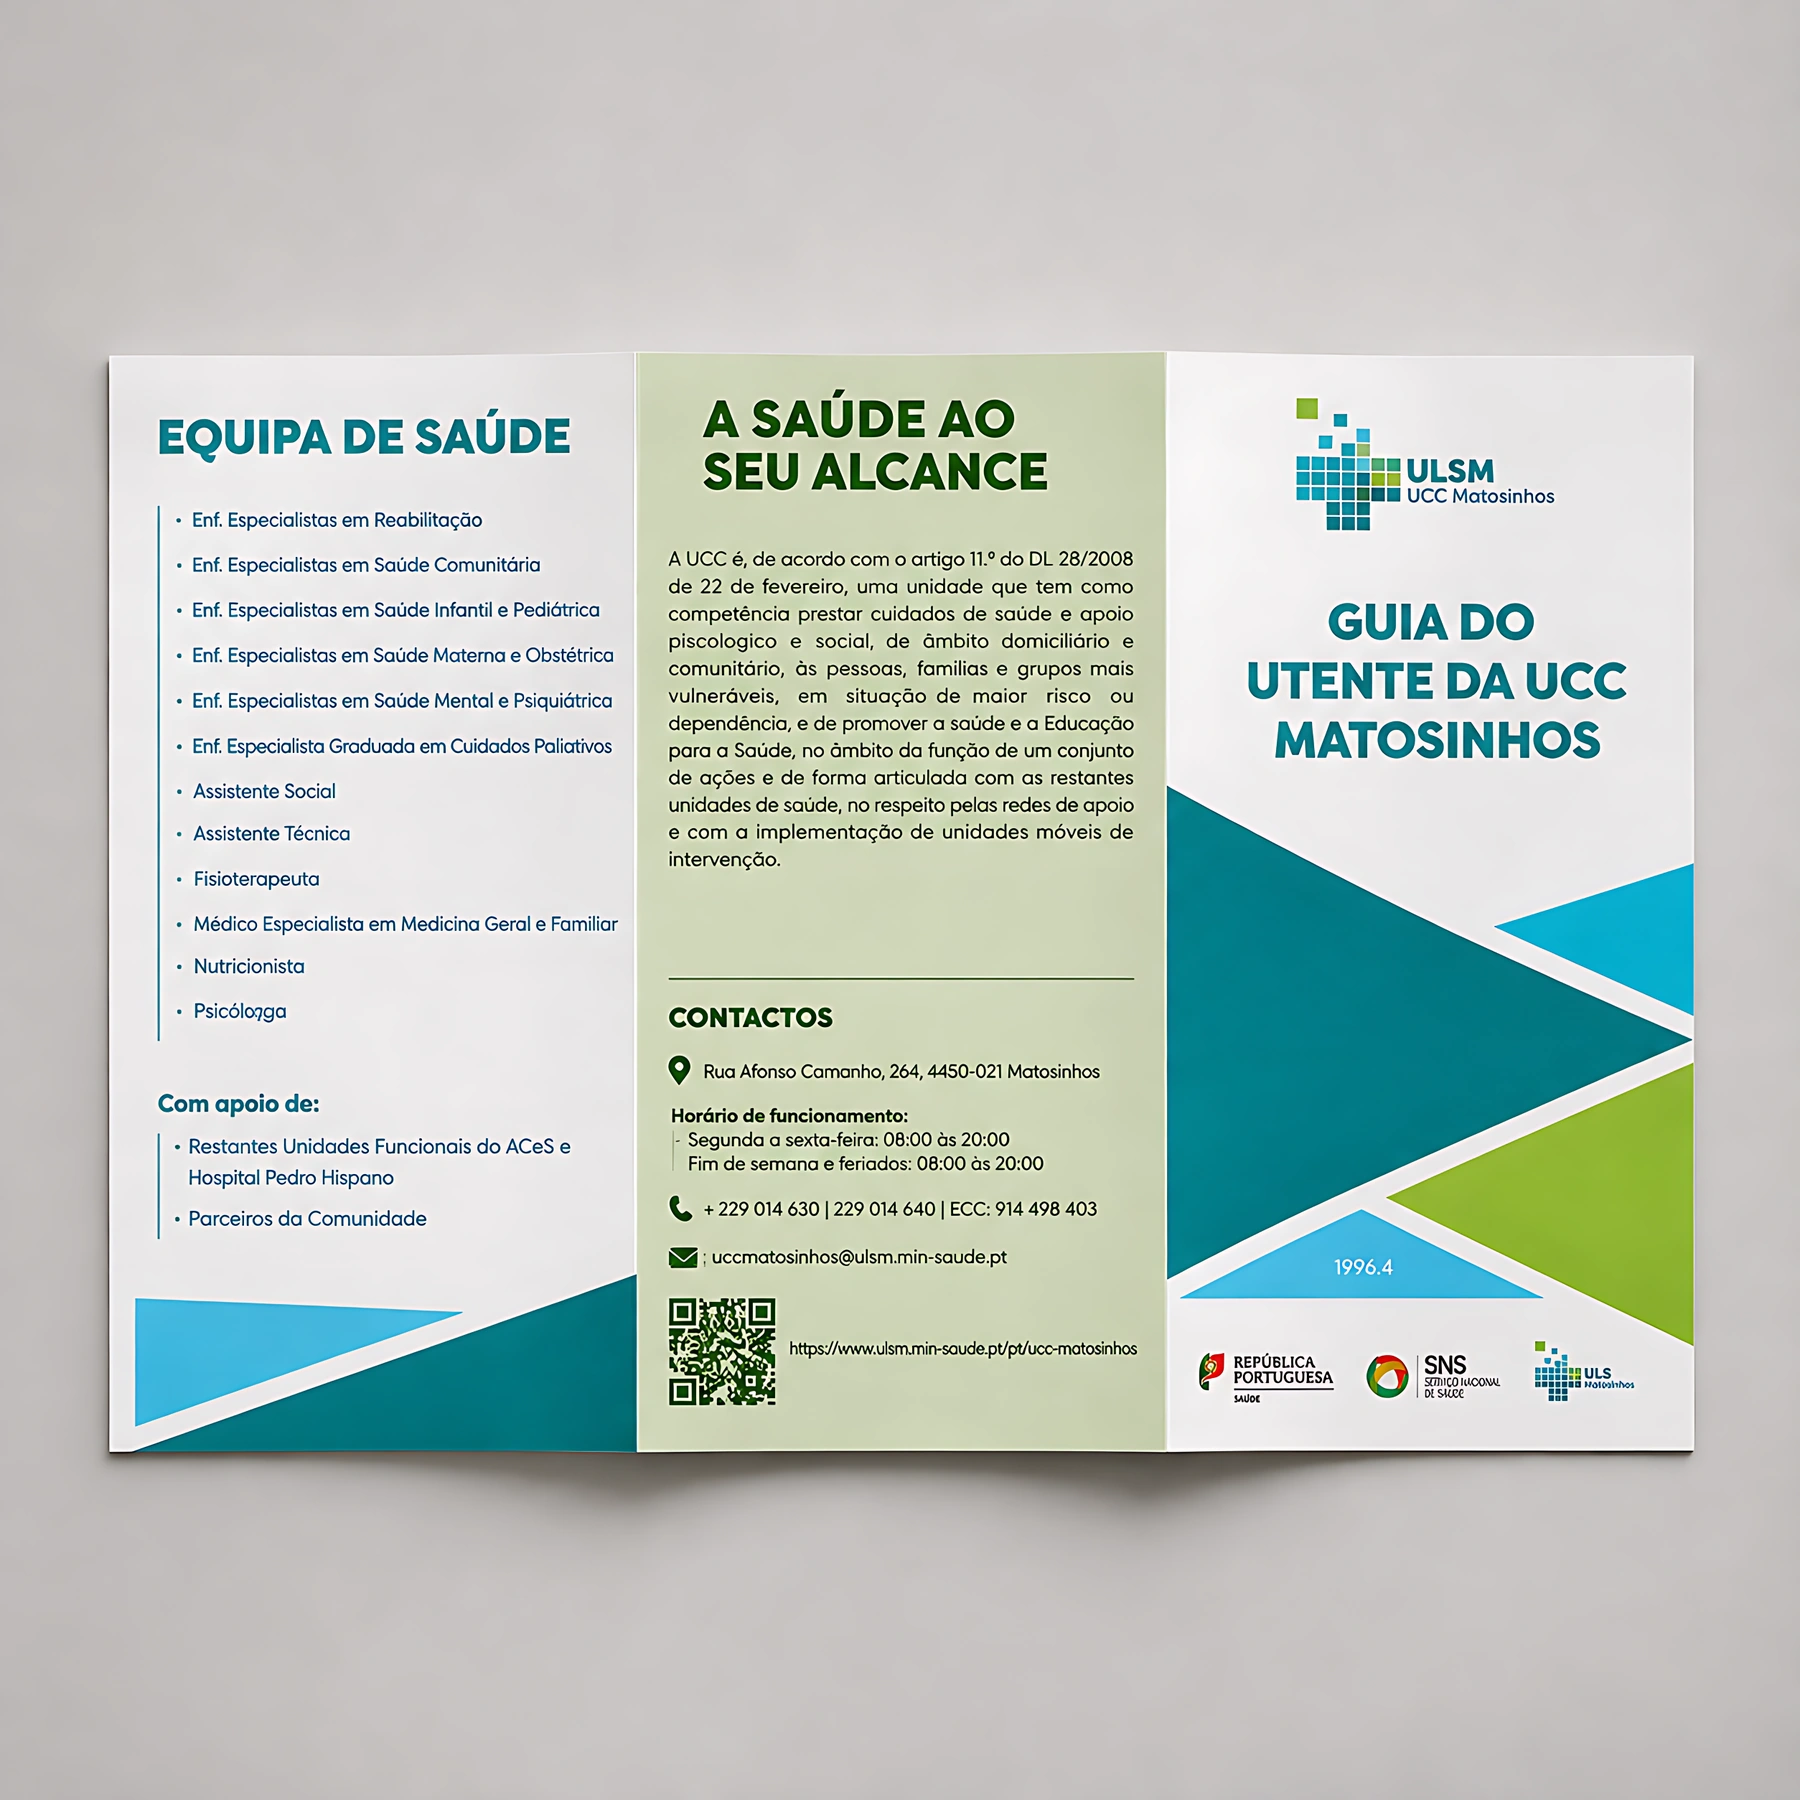 EQUIPA DE SAÚDE
• Enf. Especialistas em Reabilitação
• Enf. Especialistas em Saúde Comunitária
• Enf. Especialistas em Saúde Infantil e Pediátrica
• Enf. Especialistas em Saúde Materna e Obstétrica
• Enf. Especialistas em Saúde Mental e Psiquiátrica
• Enf. Especialista Graduada em Cuidados Paliativos
• Assistente Social
• Assistente Técnica
• Fisioterapeuta
• Médico Especialista em Medicina Geral e Familiar
• Nutricionista
Com apoio de:
• Restantes Unidades Funcionais do ACeS e
Hospital Pedro Hispano
• Parceiros da Comunidade
A SAÚDE AO
SEU ALCANCE
A UCC é, de acordo com o artigo 11.º do DL 28/2008
de 22 de fevereiro, uma unidade que tem como
competência prestar cuidados de saúde e apoio
piscologico e social, de âmbito domiciliário e
comunitário, às pessoas, familias e grupos mais
vulneráveis, em situação de maior risco ou
dependência, e de promover a saúde e a Educação
para a Saúde, no âmbito da função de um conjunto
de ações e de forma articulada com as restantes
unidades de saúde, no respeito pelas redes de apoio
e com a implementação de unidades móveis de
intervenção.
CONTACTOS
Rua Afonso Camanho, 264, 4450-021 Matosinhos
Horário de funcionamento:
- Segunda a sexta-feira: 08:00 às 20:00
Fim de semana e feriados: 08:00 às 20:00
+ 229 014 630 | 229 014 640 | ECC: 914 498 403
; uccmatosinhos@ulsm.min-saude.pt
https://www.ulsm.min-saude.pt/pt/ucc-matosinhos
ULSM
UCC Matosinhos
GUIA DO
UTENTE DA UCC
MATOSINHOS
1996.4
REPÚBLICA
PORTUGUESA
SAÚDE
SNS
DE
ULS
Matosinhos